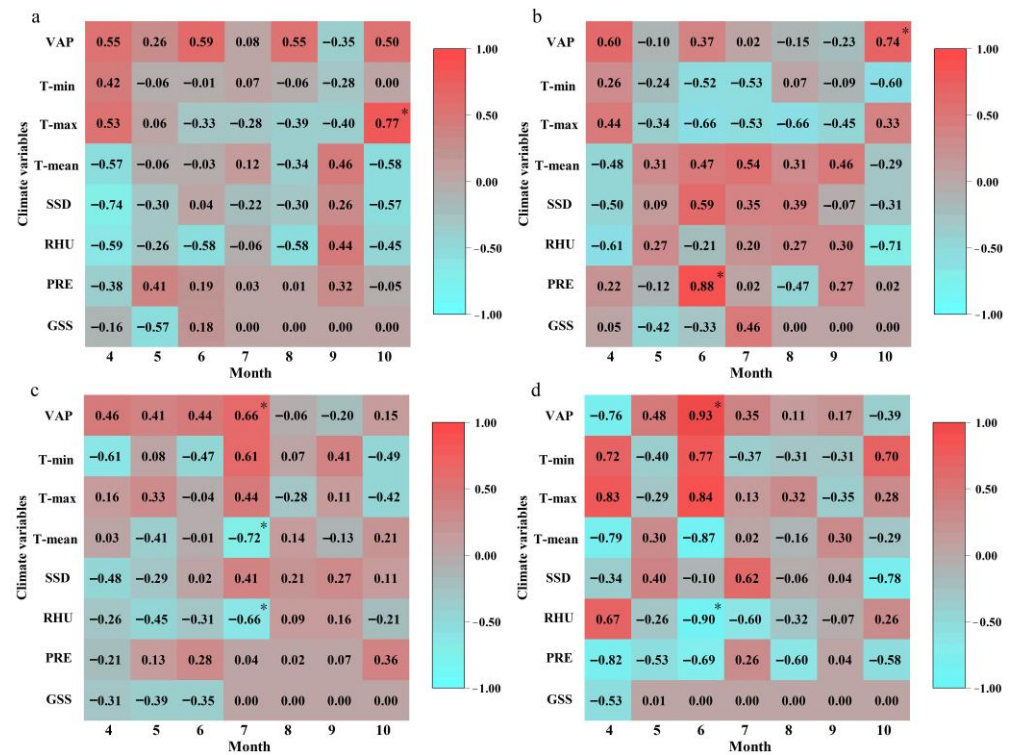 a
VAP 0.55 0.26 0.59 0.08 0.55 −0.35 0.50
T-min 0.42 −0.06 −0.01 0.07 −0.06 −0.28 0.00
T-max 0.53 0.06 −0.33 −0.28 −0.39 −0.40 0.77*
T-mean −0.57 −0.06 −0.03 0.12 −0.34 0.46 −0.58
SSD −0.74 −0.30 0.04 −0.22 −0.30 0.26 −0.57
RHU −0.59 −0.26 −0.58 −0.06 −0.58 0.44 −0.45
PRE −0.38 0.41 0.19 0.03 0.01 0.32 −0.05
GSS −0.16 −0.57 0.18 0.00 0.00 0.00 0.00
4 5 6 7 8 9 10
Month
Climate variables
1.00
0.50
0.00
−0.50
−1.00
b
VAP 0.60 −0.10 0.37 0.02 −0.15 −0.23 0.74*
T-min 0.26 −0.24 −0.52 −0.53 0.07 −0.09 −0.60
T-max 0.44 −0.34 −0.66 −0.53 −0.66 −0.45 0.33
T-mean −0.48 0.31 0.47 0.54 0.31 0.46 −0.29
SSD −0.50 0.09 0.59 0.35 0.39 −0.07 −0.31
RHU −0.61 0.27 −0.21 0.20 0.27 0.30 −0.71
PRE 0.22 −0.12 0.88* 0.02 −0.47 0.27 0.02
GSS 0.05 −0.42 −0.33 0.46 0.00 0.00 0.00
4 5 6 7 8 9 10
Month
Climate variables
1.00
0.50
0.00
−0.50
−1.00
c
VAP 0.46 0.41 0.44 0.66* −0.06 −0.20 0.15
T-min −0.61 0.08 −0.47 0.61 0.07 0.41 −0.49
T-max 0.16 0.33 −0.04 0.44 −0.28 0.11 −0.42
T-mean 0.03 −0.41 −0.01 −0.72* 0.14 −0.13 0.21
SSD −0.48 −0.29 0.02 0.41 0.21 0.27 0.11
RHU −0.26 −0.45 −0.31 −0.66* 0.09 0.16 −0.21
PRE −0.21 0.13 0.28 0.04 0.02 0.07 0.36
GSS −0.31 −0.39 −0.35 0.00 0.00 0.00 0.00
4 5 6 7 8 9 10
Month
Climate variables
1.00
0.50
0.00
−0.50
−1.00
d
VAP −0.76 0.48 0.93* 0.35 0.11 0.17 −0.39
T-min 0.72 −0.40 0.77 −0.37 −0.31 −0.31 0.70
T-max 0.83 −0.29 0.84 0.13 0.32 −0.35 0.28
T-mean −0.79 0.30 −0.87 0.02 −0.16 0.30 −0.29
SSD −0.34 0.40 −0.10 0.62 −0.06 0.04 −0.78
RHU 0.67 −0.26 −0.90* −0.60 −0.32 −0.07 0.26
PRE −0.82 −0.53 −0.69 0.26 −0.60 0.04 −0.58
GSS −0.53 0.01 0.00 0.00 0.00 0.00 0.00
4 5 6 7 8 9 10
Month
Climate variables
1.00
0.50
0.00
−0.50
−1.00